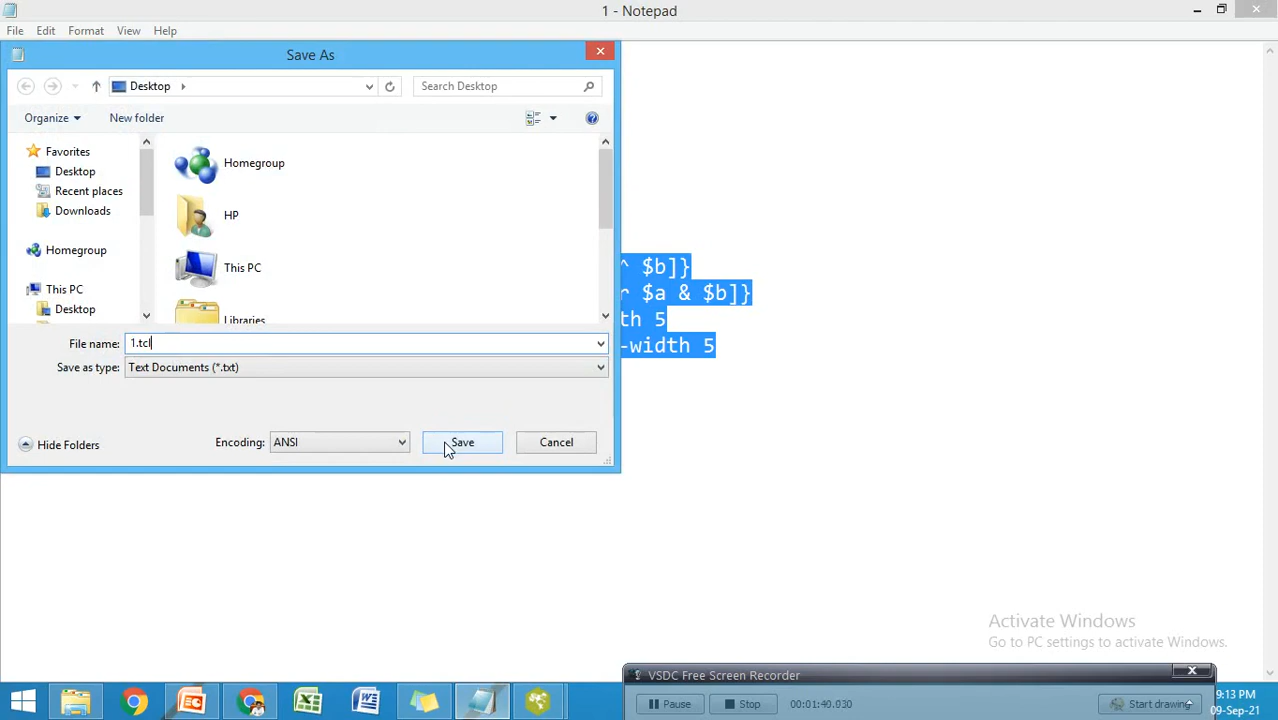 1 - Notepad
File Edit Format View Help
Save As
Desktop
Search Desktop
Organize New folder
Favorites
Desktop
Recent places
Downloads
Homegroup
This PC
Desktop
Homegroup
HP
This PC
Libraries
^ $b]}
r $a & $b]}
th 5
-width 5
File name: 1.tcl
Save as type: Text Documents (*.txt)
Hide Folders
Encoding: ANSI
Save
Cancel
Activate Windows
Go to PC settings to activate Windows.
VSDC Free Screen Recorder
Pause Stop 00:01:40.030 Start drawing
9:13 PM
09-Sep-21